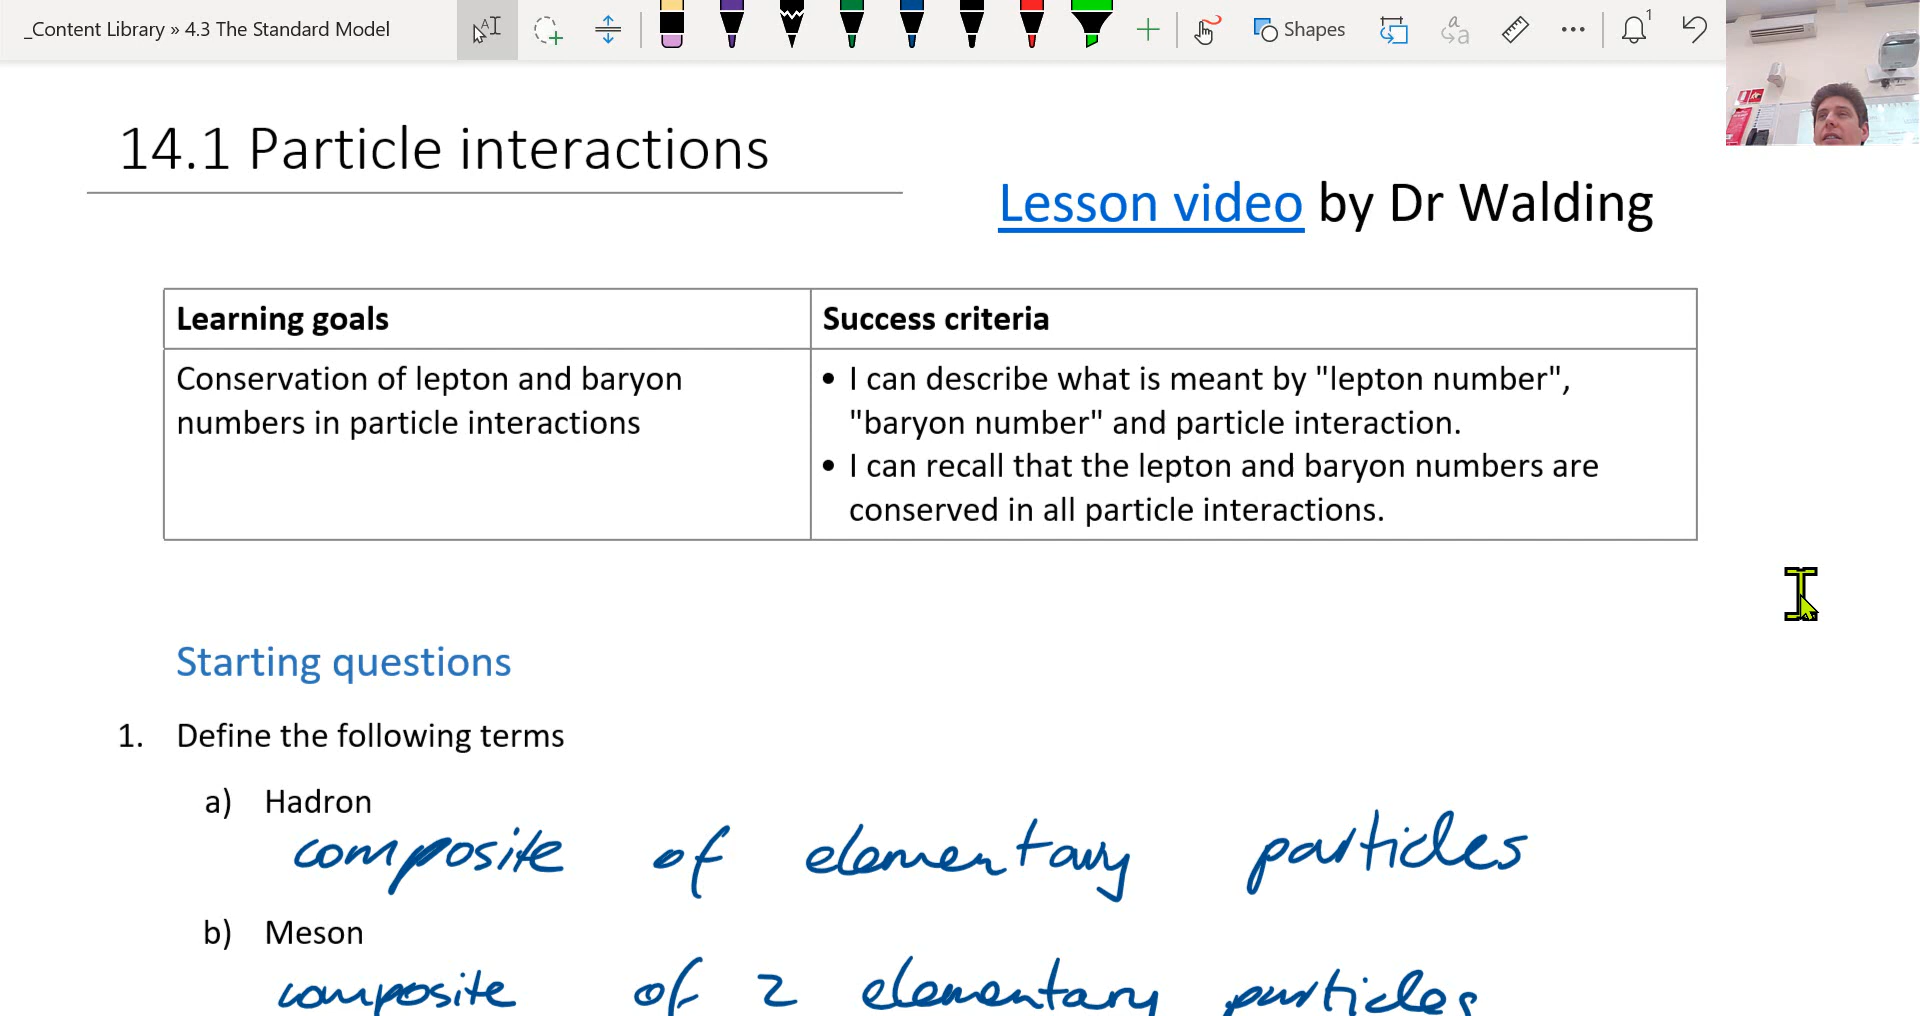 _Content Library » 4.3 The Standard Model
Shapes
1
14.1 Particle interactions
Lesson video by Dr Walding
Learning goals
Success criteria
Conservation of lepton and baryon
numbers in particle interactions
• I can describe what is meant by "lepton number",
"baryon number" and particle interaction.
• I can recall that the lepton and baryon numbers are
conserved in all particle interactions.
Starting questions
1. Define the following terms
a) Hadron
composite of elementary particles
b) Meson
composite of 2 elementary particles